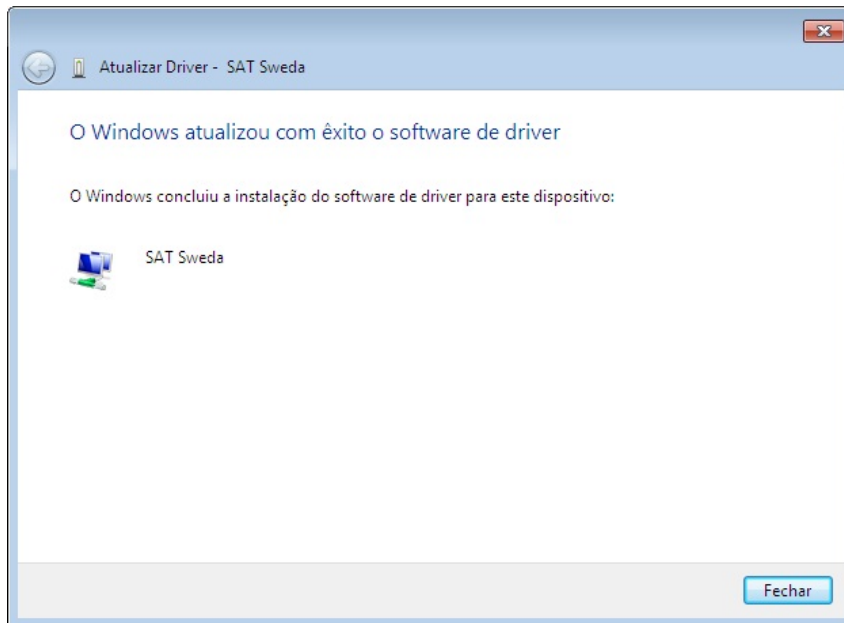 Atualizar Driver - SAT Sweda
O Windows atualizou com êxito o software de driver
O Windows concluiu a instalação do software de driver para este dispositivo:
SAT Sweda
Fechar